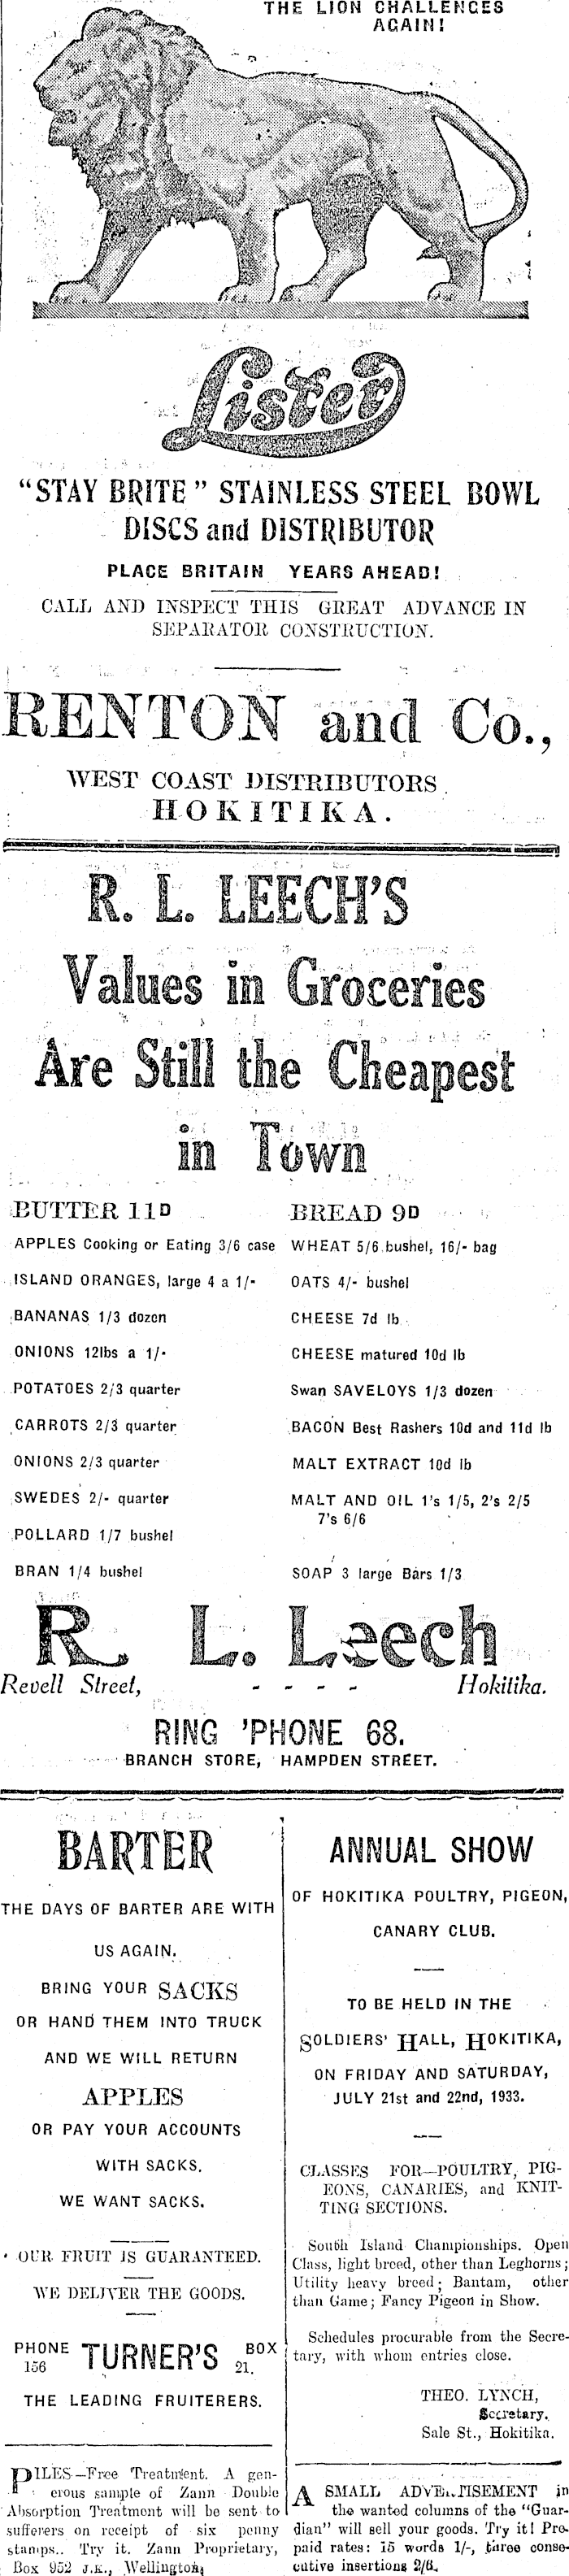 THE LION CHALLENGES
AGAIN!
Lister
"STAY BRITE" STAINLESS STEEL BOWL
DISCS and DISTRIBUTOR
PLACE BRITAIN YEARS AHEAD!
CALL AND INSPECT THIS GREAT ADVANCE IN
SEPARATOR CONSTRUCTION.
RENTON and Co.,
WEST COAST DISTRIBUTORS
HOKITIKA.
R. L. LEECH'S
Values in Groceries
Are Still the Cheapest
in Town
BUTTER 11D
APPLES Cooking or Eating 3/6 case
ISLAND ORANGES, large 4 a 1/-
BANANAS 1/3 dozen
ONIONS 12lbs a 1/-
POTATOES 2/3 quarter
CARROTS 2/3 quarter
ONIONS 2/3 quarter
SWEDES 2/- quarter
POLLARD 1/7 bushel
BRAN 1/4 bushel
BREAD 9D
WHEAT 5/6 bushel, 16/- bag
OATS 4/- bushel
CHEESE 7d lb
CHEESE matured 10d lb
Swan SAVELOYS 1/3 dozen
BACON Best Rashers 10d and 11d lb
MALT EXTRACT 10d lb
MALT AND OIL 1's 1/5, 2's 2/5
7's 6/6
SOAP 3 large Bars 1/3
R. L. Leech
Revell Street, - - - - Hokitika.
RING 'PHONE 68.
BRANCH STORE, HAMPDEN STREET.
BARTER
THE DAYS OF BARTER ARE WITH
US AGAIN.
BRING YOUR SACKS
OR HAND THEM INTO TRUCK
AND WE WILL RETURN
APPLES
OR PAY YOUR ACCOUNTS
WITH SACKS.
WE WANT SACKS.
OUR FRUIT IS GUARANTEED.
WE DELIVER THE GOODS.
PHONE 156 TURNER'S BOX 21.
THE LEADING FRUITERERS.
PILES—Free Treatment. A gen-
erous sample of Zann Double
Absorption Treatment will be sent to
sufferers on receipt of six penny
stamps.. Try it. Zann Proprietary,
Box 952 J.K., Wellington,
ANNUAL SHOW
OF HOKITIKA POULTRY, PIGEON,
CANARY CLUB.
TO BE HELD IN THE
SOLDIERS' HALL, HOKITIKA,
ON FRIDAY AND SATURDAY,
JULY 21st and 22nd, 1933.
CLASSES FOR—POULTRY, PIG-
EONS, CANARIES, and KNIT-
TING SECTIONS.
South Island Championships. Open
Class, light breed, other than Leghorns;
Utility heavy breed; Bantam, other
than Game; Fancy Pigeon in Show.
Schedules procurable from the Secre-
tary, with whom entries close.
THEO. LYNCH,
Secretary.
Sale St., Hokitika.
A SMALL ADVERTISEMENT in
the wanted columns of the "Guar-
dian" will sell your goods. Try it! Pre-
paid rates: 15 words 1/-, three conse-
cutive insertions 2/6.